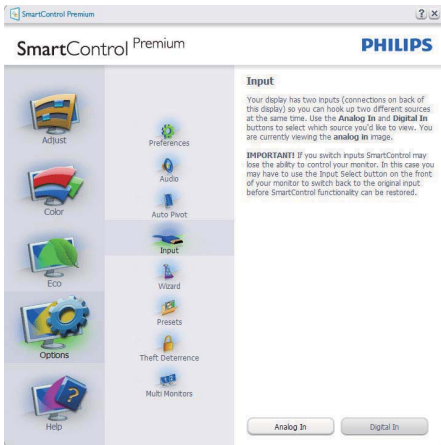 SmartControl Premium
? X
SmartControl Premium
PHILIPS
Adjust
Color
Eco
Options
Help
Preferences
Audio
Auto Pivot
Input
Wizard
Presets
Theft Deterrence
Multi Monitors
Input
Your display has two inputs (connections on back of
this display) so you can hook up two different sources
at the same time. Use the Analog In and Digital In
buttons to select which source you'd like to view. You
are currently viewing the analog in image.
IMPORTANT! If you switch inputs SmartControl may
lose the ability to control your monitor. In this case you
may have to use the Input Select button on the front
of your monitor to switch back to the original input
before SmartControl functionality can be restored.
Analog In
Digital In